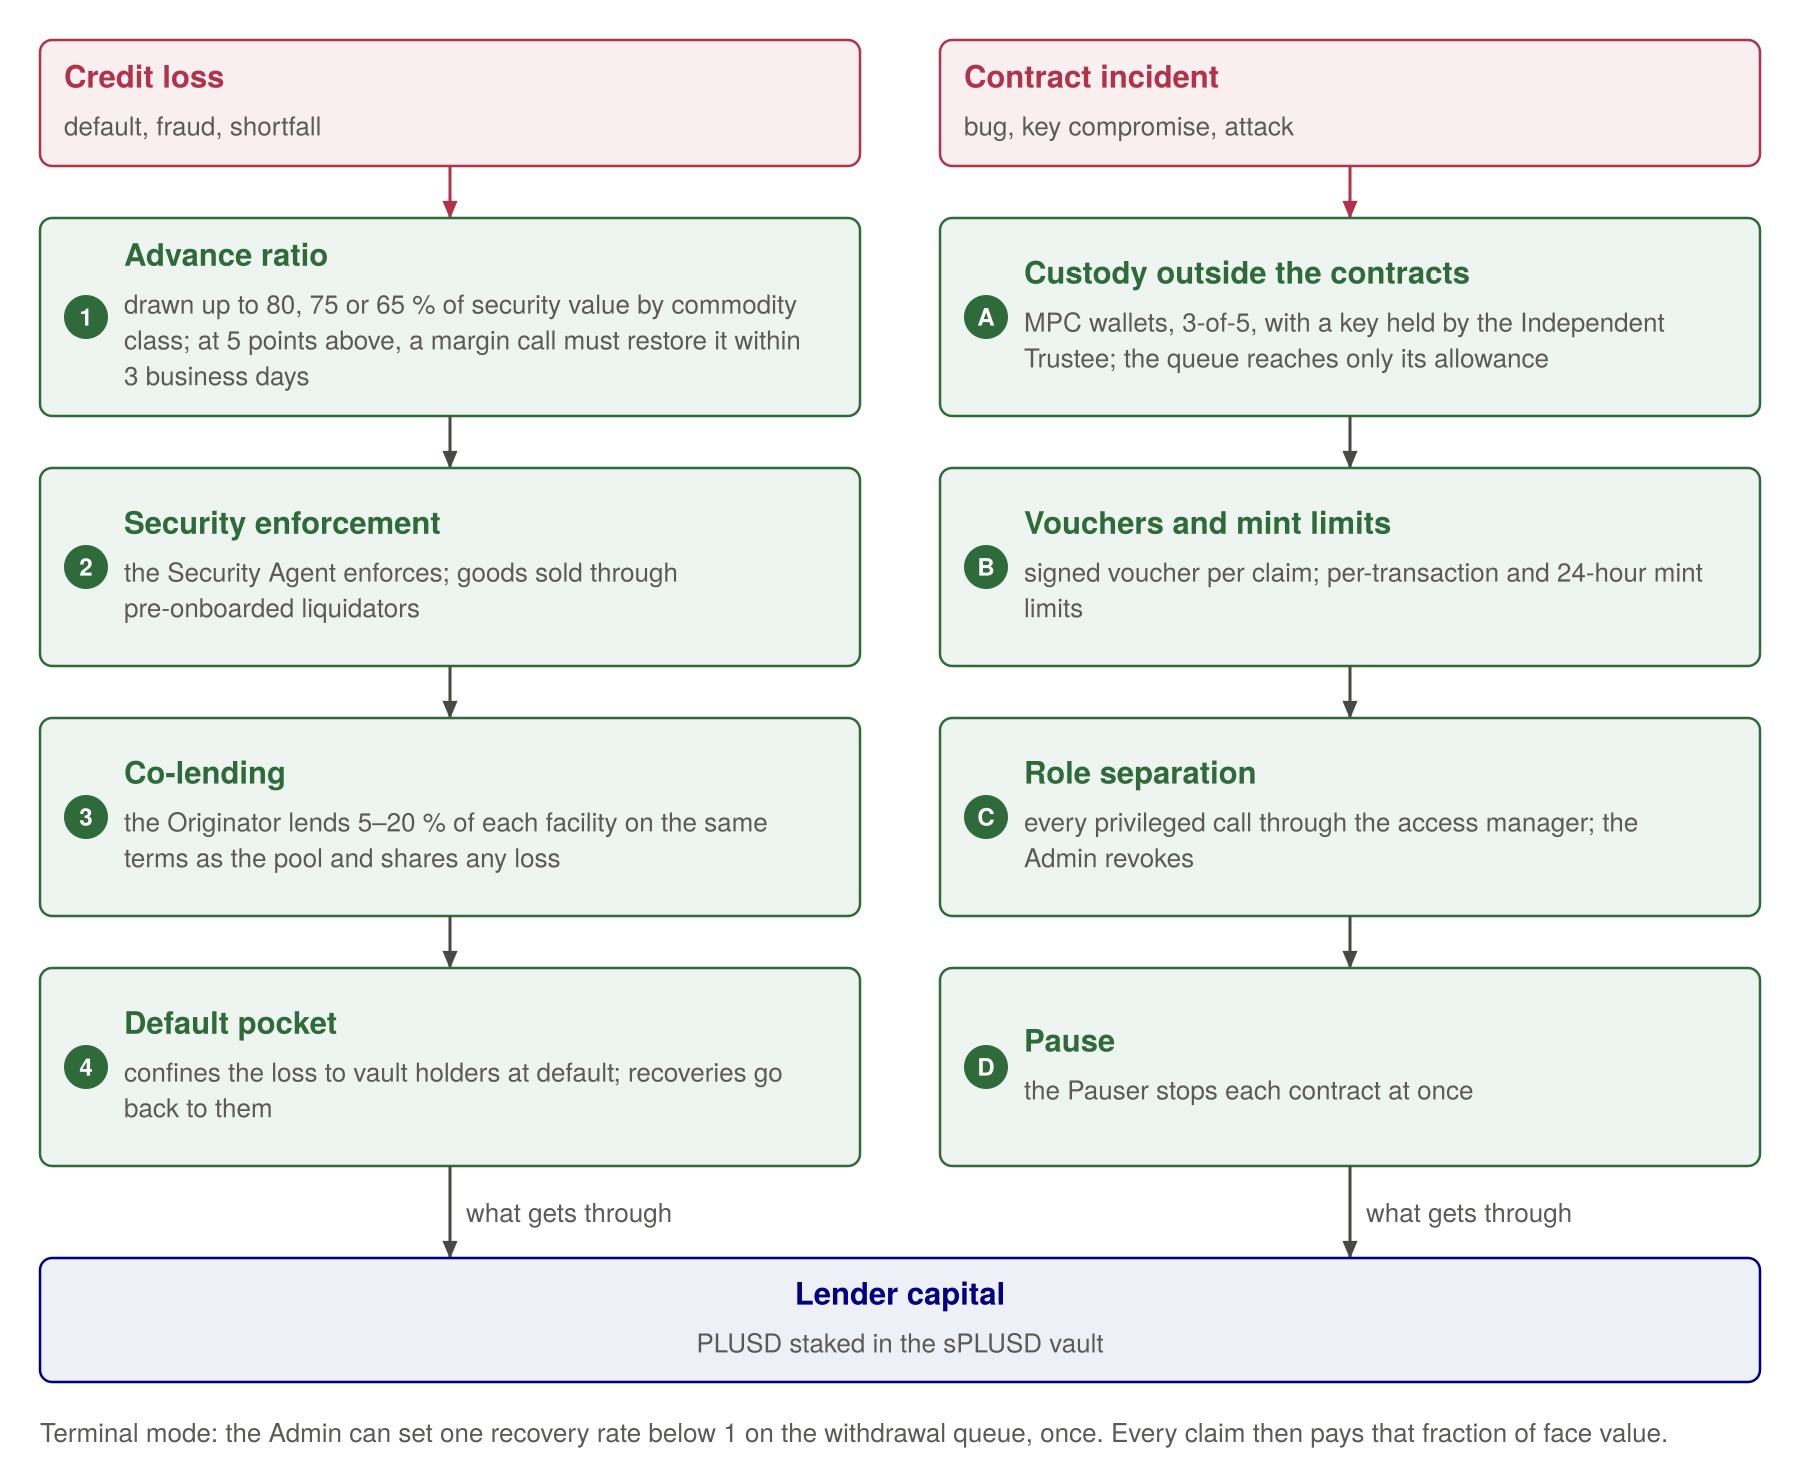 Credit loss
default, fraud, shortfall
1
Advance ratio
drawn up to 80, 75 or 65 % of security value by commodity
class; at 5 points above, a margin call must restore it within
3 business days
2
Security enforcement
the Security Agent enforces; goods sold through
pre-onboarded liquidators
3
Co-lending
the Originator lends 5–20 % of each facility on the same
terms as the pool and shares any loss
4
Default pocket
confines the loss to vault holders at default; recoveries go
back to them
what gets through
Contract incident
bug, key compromise, attack
A
Custody outside the contracts
MPC wallets, 3-of-5, with a key held by the Independent
Trustee; the queue reaches only its allowance
B
Vouchers and mint limits
signed voucher per claim; per-transaction and 24-hour mint
limits
C
Role separation
every privileged call through the access manager; the
Admin revokes
D
Pause
the Pauser stops each contract at once
what gets through
Lender capital
PLUSD staked in the sPLUSD vault
Terminal mode: the Admin can set one recovery rate below 1 on the withdrawal queue, once. Every claim then pays that fraction of face value.